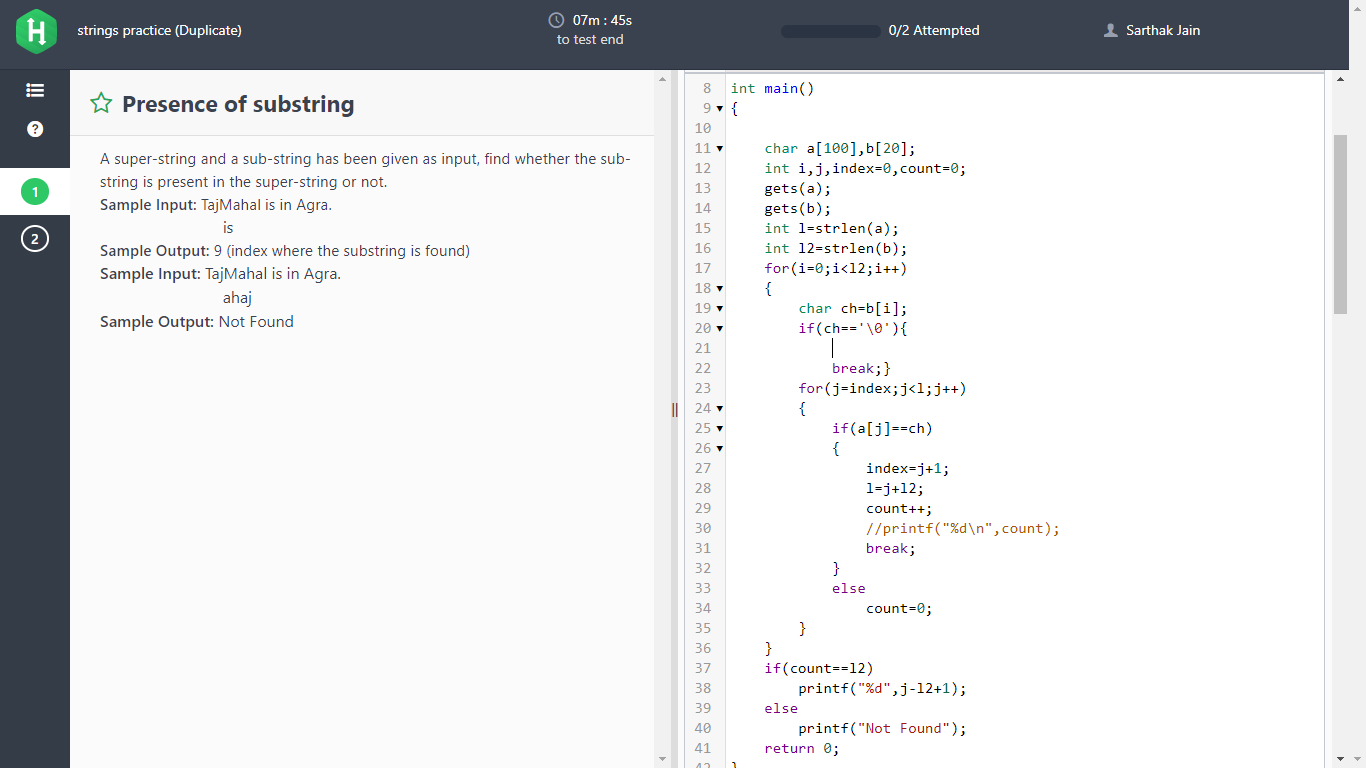 strings practice (Duplicate)
07m : 45s
to test end
0/2 Attempted
Sarthak Jain
1
2
Presence of substring
A super-string and a sub-string has been given as input, find whether the sub-
string is present in the super-string or not.
Sample Input: TajMahal is in Agra.
is
Sample Output: 9 (index where the substring is found)
Sample Input: TajMahal is in Agra.
ahaj
Sample Output: Not Found
8 int main()
9 {
10
11     char a[100],b[20];
12     int i,j,index=0,count=0;
13     gets(a);
14     gets(b);
15     int l=strlen(a);
16     int l2=strlen(b);
17     for(i=0;i<l2;i++)
18     {
19         char ch=b[i];
20         if(ch=='\0'){
21
22             break;}
23         for(j=index;j<l;j++)
24         {
25             if(a[j]==ch)
26             {
27                 index=j+1;
28                 l=j+l2;
29                 count++;
30                 //printf("%d\n",count);
31                 break;
32             }
33             else
34                 count=0;
35         }
36     }
37     if(count==l2)
38         printf("%d",j-l2+1);
39     else
40         printf("Not Found");
41     return 0;
42 }